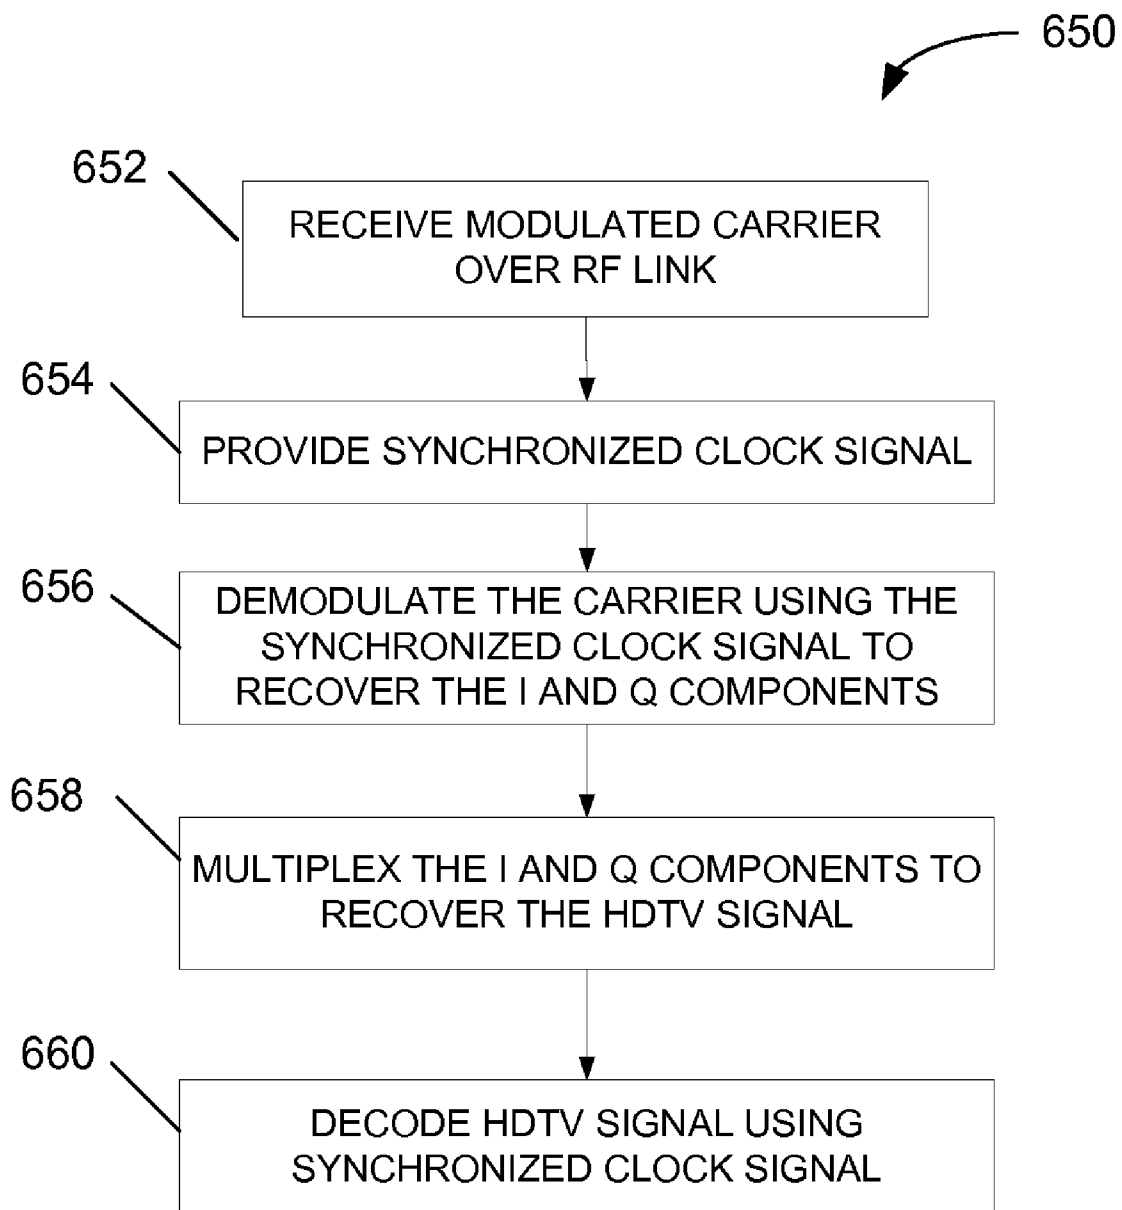 650
652
RECEIVE MODULATED CARRIER
OVER RF LINK
654
PROVIDE SYNCHRONIZED CLOCK SIGNAL
656
DEMODULATE THE CARRIER USING THE
SYNCHRONIZED CLOCK SIGNAL TO
RECOVER THE I AND Q COMPONENTS
658
MULTIPLEX THE I AND Q COMPONENTS TO
RECOVER THE HDTV SIGNAL
660
DECODE HDTV SIGNAL USING
SYNCHRONIZED CLOCK SIGNAL